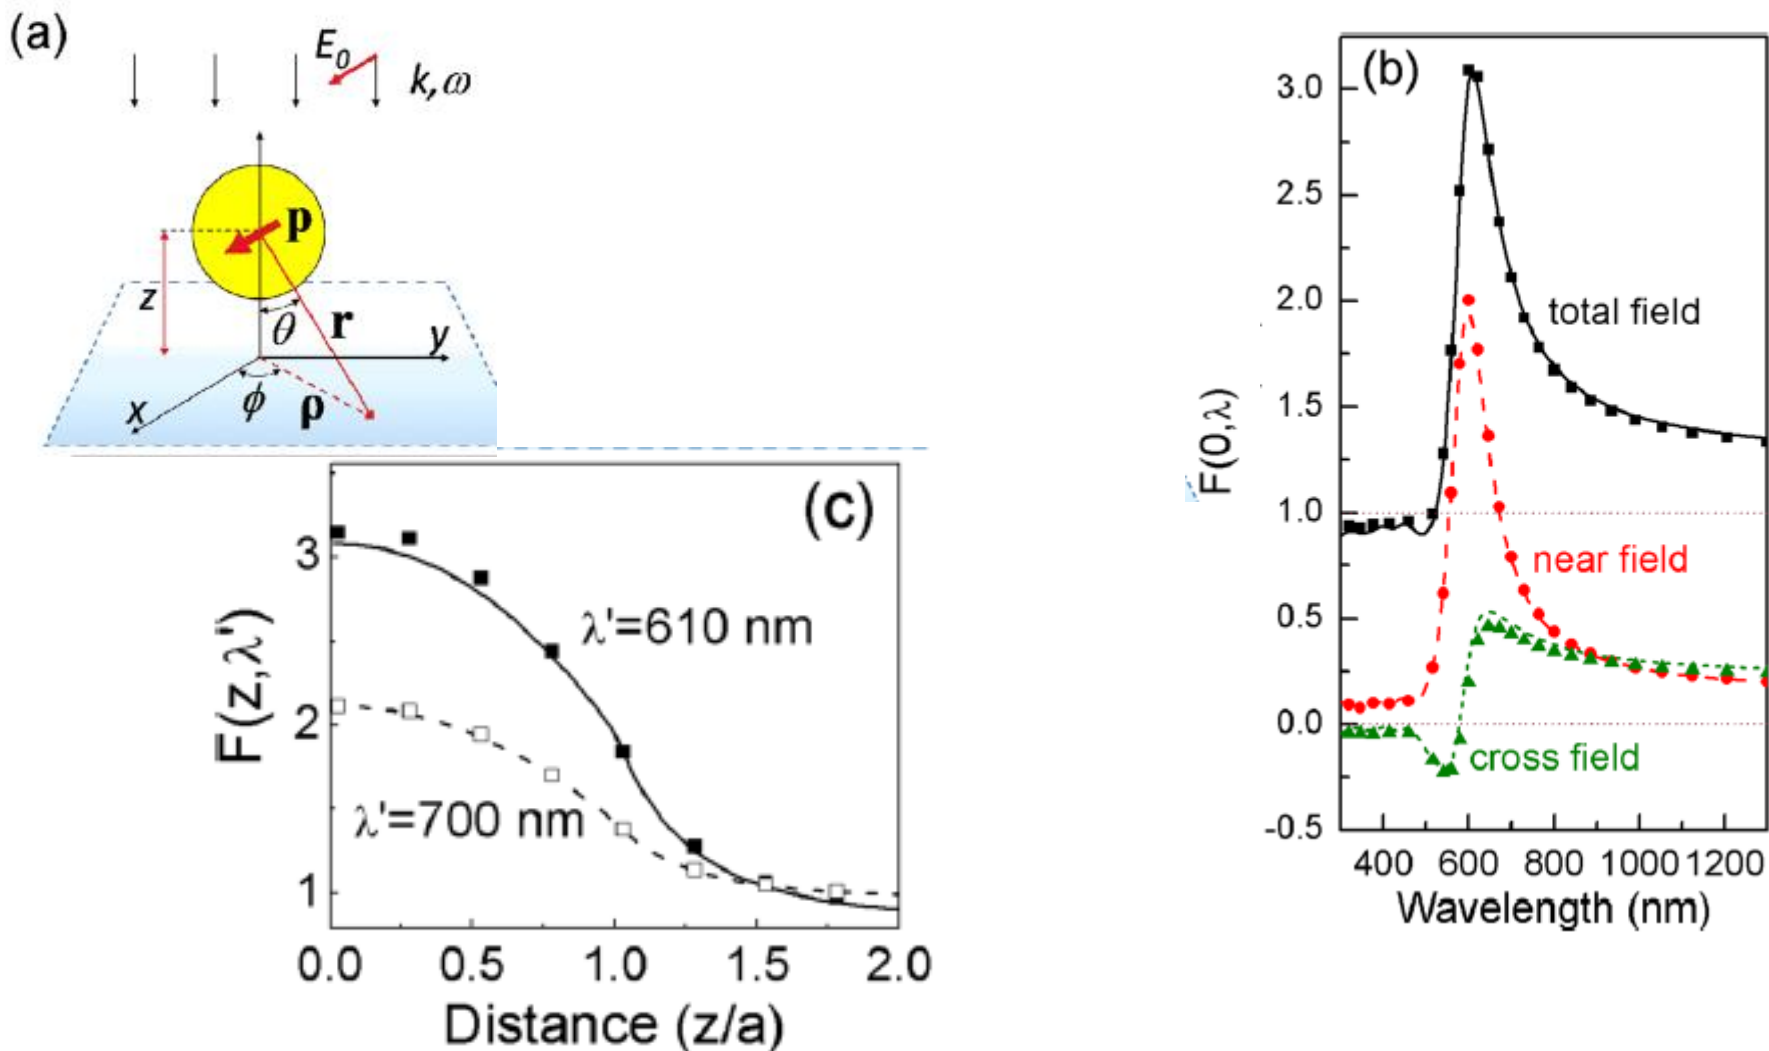 (a)
E₀
k, ω
p
z
θ
r
y
x
ϕ
ρ
(b)
3.0
2.5
2.0
1.5
1.0
0.5
0.0
-0.5
F(0,λ)
total field
near field
cross field
400 600 800 1000 1200
Wavelength (nm)
(c)
3
2
1
F(z,λ')
λ'=610 nm
λ'=700 nm
0.0 0.5 1.0 1.5 2.0
Distance (z/a)